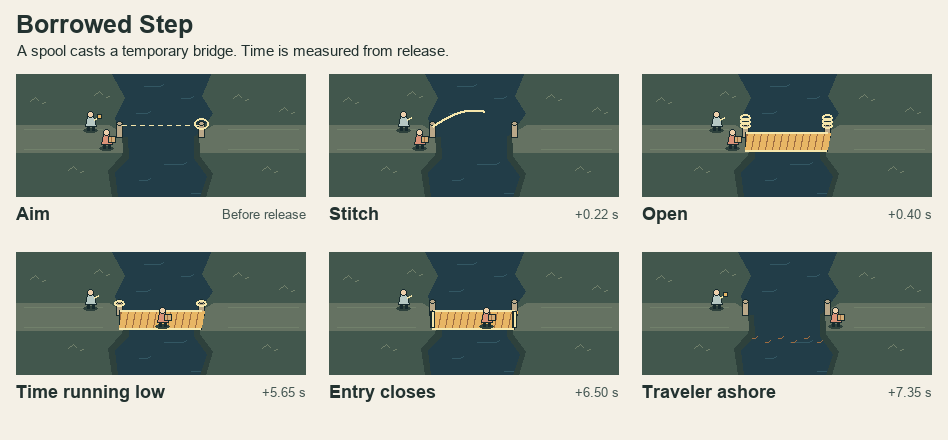 Borrowed Step
A spool casts a temporary bridge. Time is measured from release.
Aim
Before release
Stitch
+0.22 s
Open
+0.40 s
Time running low
+5.65 s
Entry closes
+6.50 s
Traveler ashore
+7.35 s